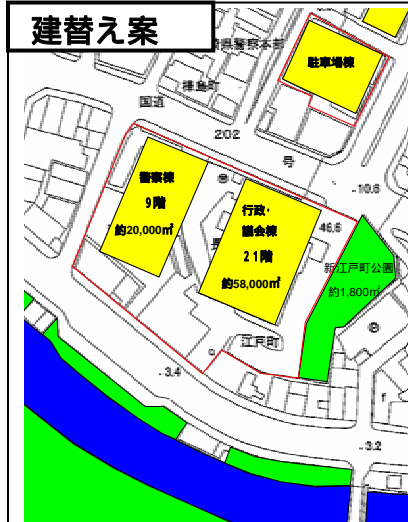 建替え案
県警察本部
駐車場棟
樺島町
国道
202
号
10.6
警察棟
9階
約20,000㎡
行政・
議会棟
21階
約58,000㎡
46.6
新江戸町公園
約1,800㎡
江戸町
3.4
3.2